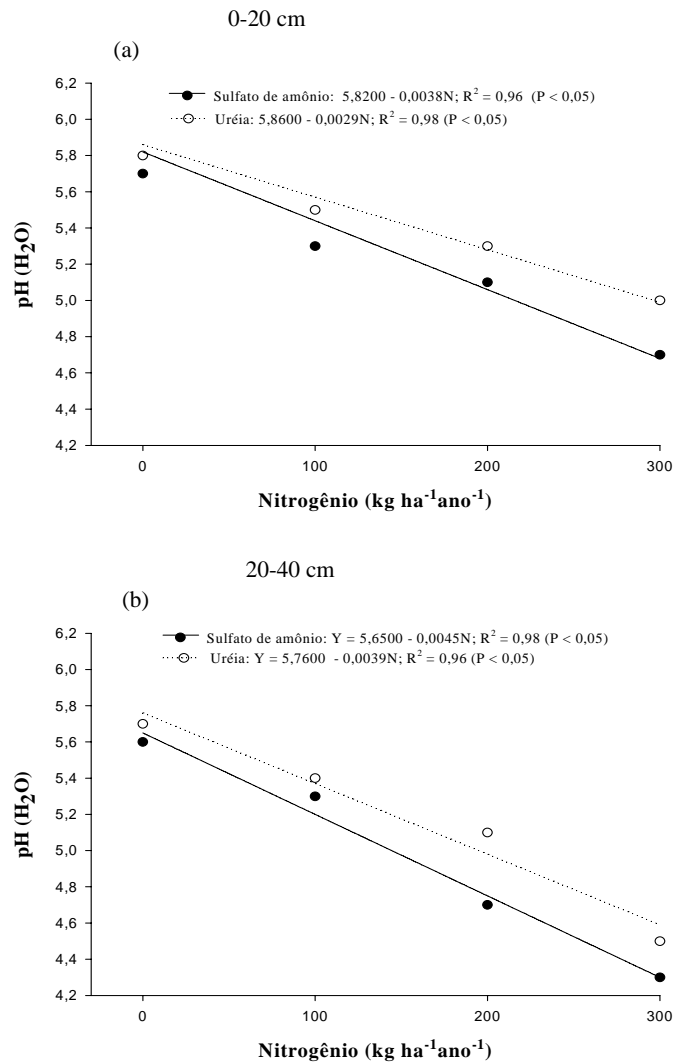 0-20 cm
(a)
6,2
Sulfato de amônio: 5,8200 - 0,0038N; R² = 0,96 (P < 0,05)
6,0
Uréia: 5,8600 - 0,0029N; R² = 0,98 (P < 0,05)
5,8
5,6
5,4
5,2
5,0
4,8
4,6
4,4
4,2
pH (H₂O)
0 100 200 300
Nitrogênio (kg ha⁻¹ano⁻¹)
20-40 cm
(b)
6,2
Sulfato de amônio: Y = 5,6500 - 0,0045N; R² = 0,98 (P < 0,05)
6,0
Uréia: Y = 5,7600 - 0,0039N; R² = 0,96 (P < 0,05)
5,8
5,6
5,4
5,2
5,0
4,8
4,6
4,4
4,2
pH (H₂O)
0 100 200 300
Nitrogênio (kg ha⁻¹ano⁻¹)